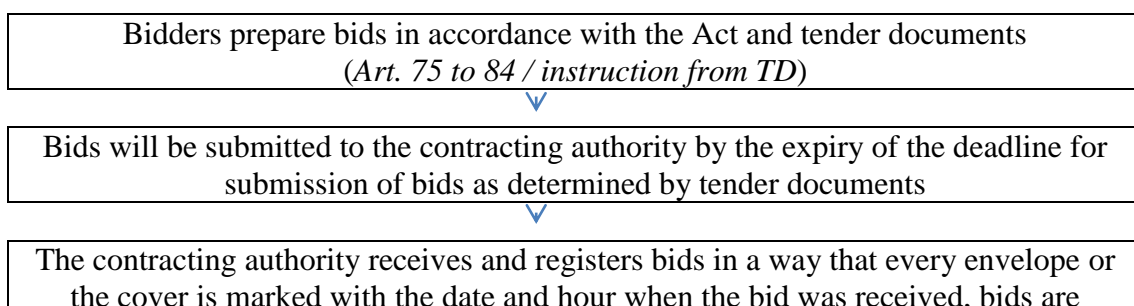 Bidders prepare bids in accordance with the Act and tender documents
(Art. 75 to 84 / instruction from TD)
Bids will be submitted to the contracting authority by the expiry of the deadline for
submission of bids as determined by tender documents
The contracting authority receives and registers bids in a way that every envelope or
the cover is marked with the date and hour when the bid was received, bids are